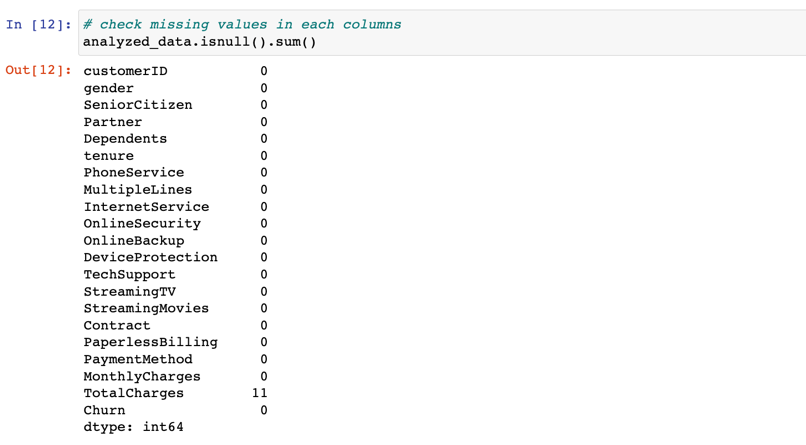 In [12]: # check missing values in each columns
analyzed_data.isnull().sum()
Out[12]: customerID 0
gender 0
SeniorCitizen 0
Partner 0
Dependents 0
tenure 0
PhoneService 0
MultipleLines 0
InternetService 0
OnlineSecurity 0
OnlineBackup 0
DeviceProtection 0
TechSupport 0
StreamingTV 0
StreamingMovies 0
Contract 0
PaperlessBilling 0
PaymentMethod 0
MonthlyCharges 0
TotalCharges 11
Churn 0
dtype: int64